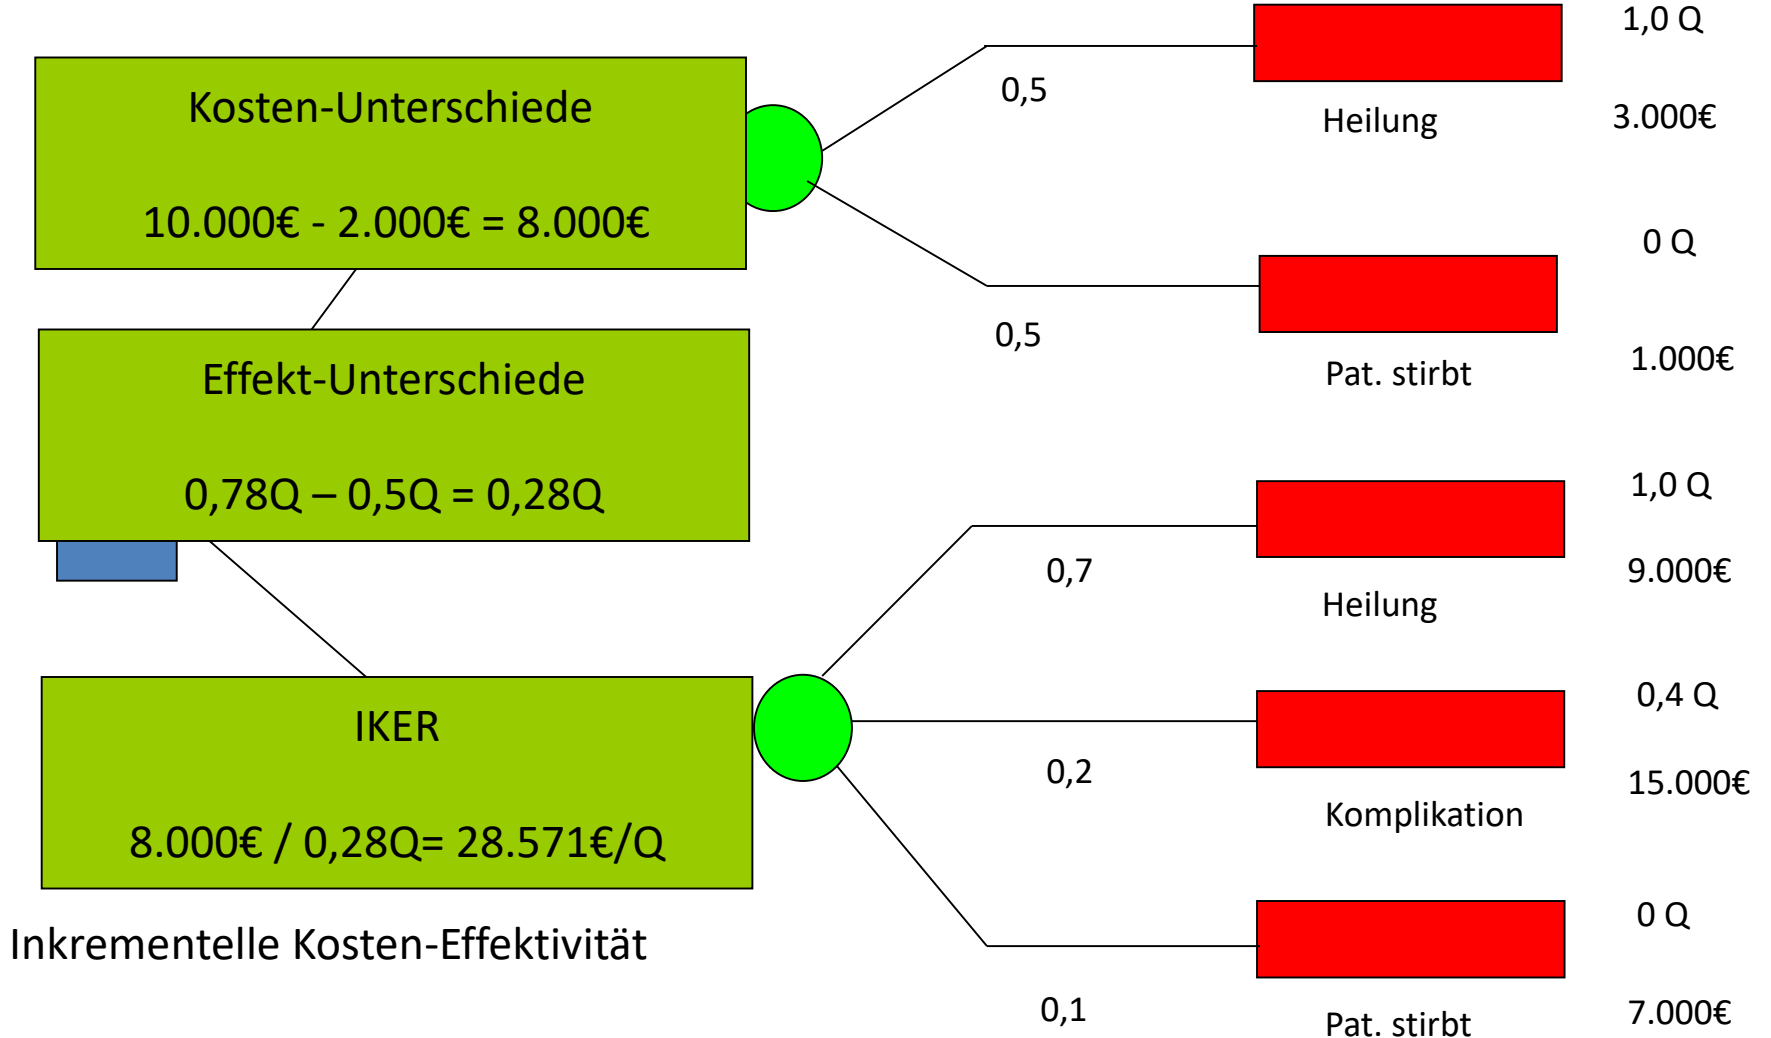 Kosten-Unterschiede
10.000€ - 2.000€ = 8.000€
Effekt-Unterschiede
0,78Q – 0,5Q = 0,28Q
IKER
8.000€ / 0,28Q= 28.571€/Q
Inkrementelle Kosten-Effektivität
0,5
Heilung
1,0 Q
3.000€
0,5
Pat. stirbt
0 Q
1.000€
0,7
Heilung
1,0 Q
9.000€
0,2
Komplikation
0,4 Q
15.000€
0,1
Pat. stirbt
0 Q
7.000€